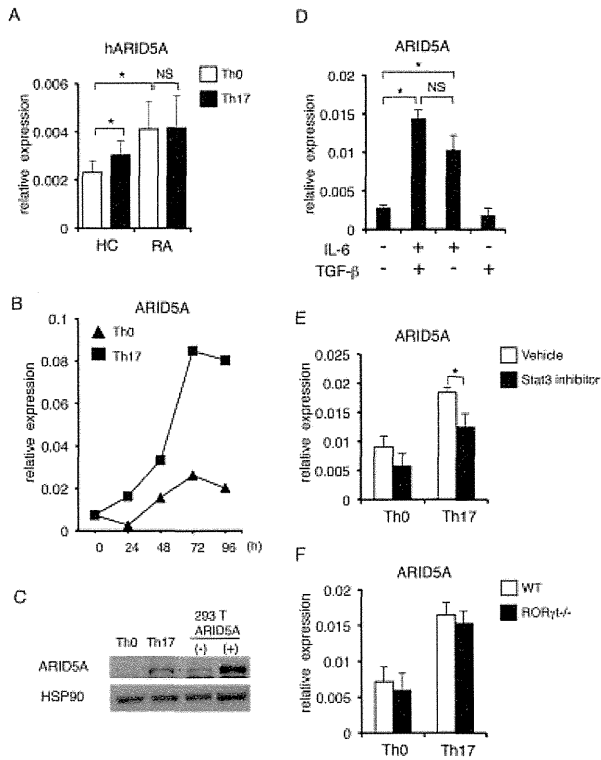 A
hARID5A
relative expression
0.006
0.004
0.002
0
*
*
NS
Th0
Th17
HC
RA
B
ARID5A
relative expression
0.1
0.08
0.06
0.04
0.02
0
Th0
Th17
0
24
48
72
96
(h)
C
293 T
ARID5A
Th0
Th17
(-)
(+)
ARID5A
HSP90
D
ARID5A
relative expression
0.02
0.015
0.01
0.005
0
*
*
NS
IL-6
-
+
+
-
TGF-β
-
+
-
+
E
ARID5A
relative expression
0.025
0.02
0.015
0.01
0.005
0
*
Vehicle
Stat3 inhibitor
Th0
Th17
F
ARID5A
relative expression
0.02
0.015
0.01
0.005
0
WT
RORγt-/-
Th0
Th17